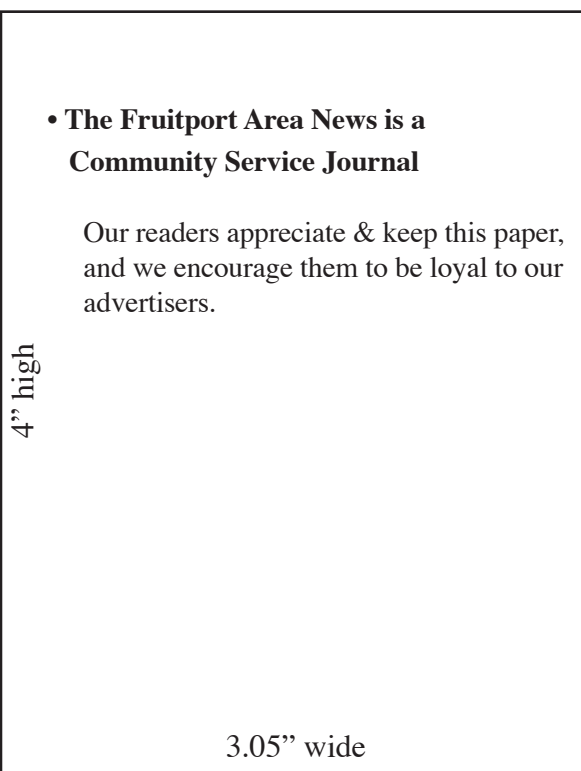 • The Fruitport Area News is a
Community Service Journal
Our readers appreciate & keep this paper,
and we encourage them to be loyal to our
advertisers.
4” high
3.05” wide